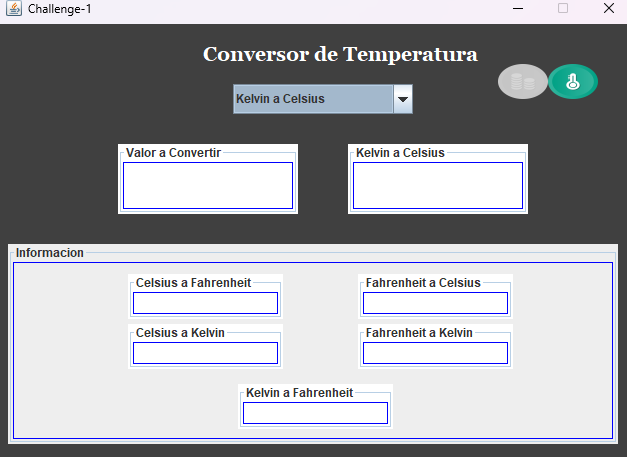 Challenge-1
Conversor de Temperatura
Kelvin a Celsius
Valor a Convertir
Kelvin a Celsius
Informacion
Celsius a Fahrenheit
Fahrenheit a Celsius
Celsius a Kelvin
Fahrenheit a Kelvin
Kelvin a Fahrenheit